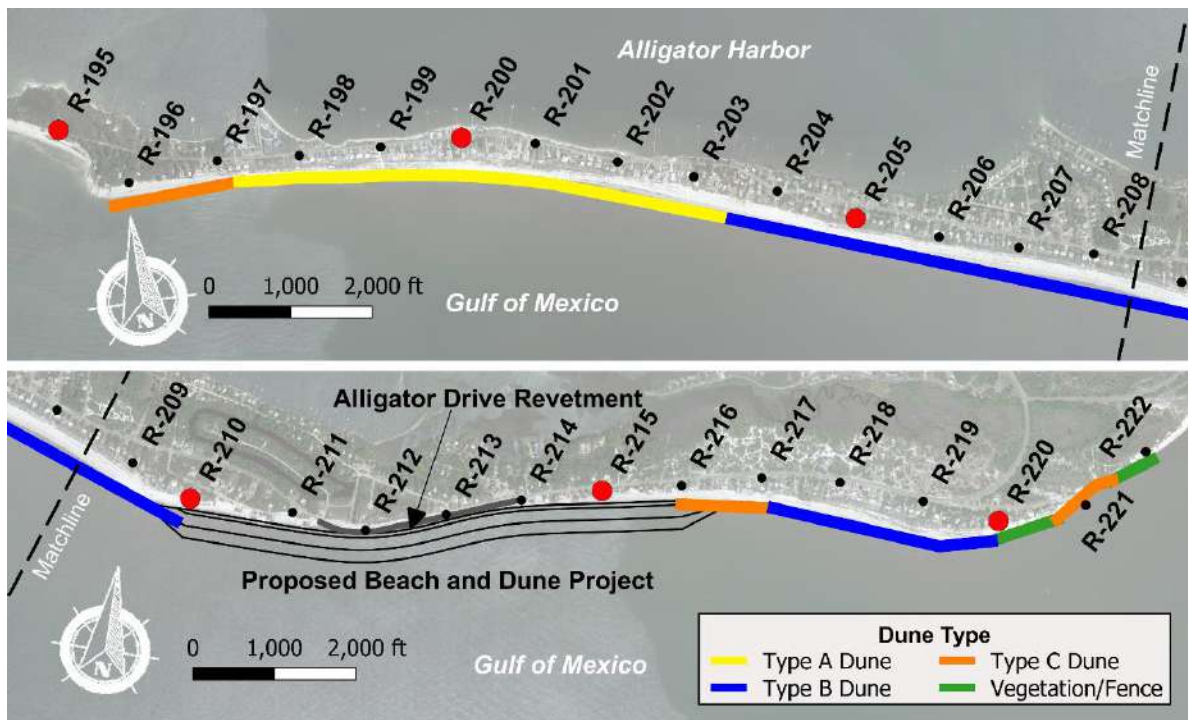 Alligator Harbor
R-195
R-196
R-197
R-198
R-199
R-200
R-201
R-202
R-203
R-204
R-205
R-206
R-207
R-208
Matchline
N
0 1,000 2,000 ft
Gulf of Mexico
Matchline
R-209
R-210
R-211
R-212
R-213
R-214
R-215
R-216
R-217
R-218
R-219
R-220
R-221
R-222
Alligator Drive Revetment
Proposed Beach and Dune Project
N
0 1,000 2,000 ft
Gulf of Mexico
Dune Type
Type A Dune Type C Dune
Type B Dune Vegetation/Fence